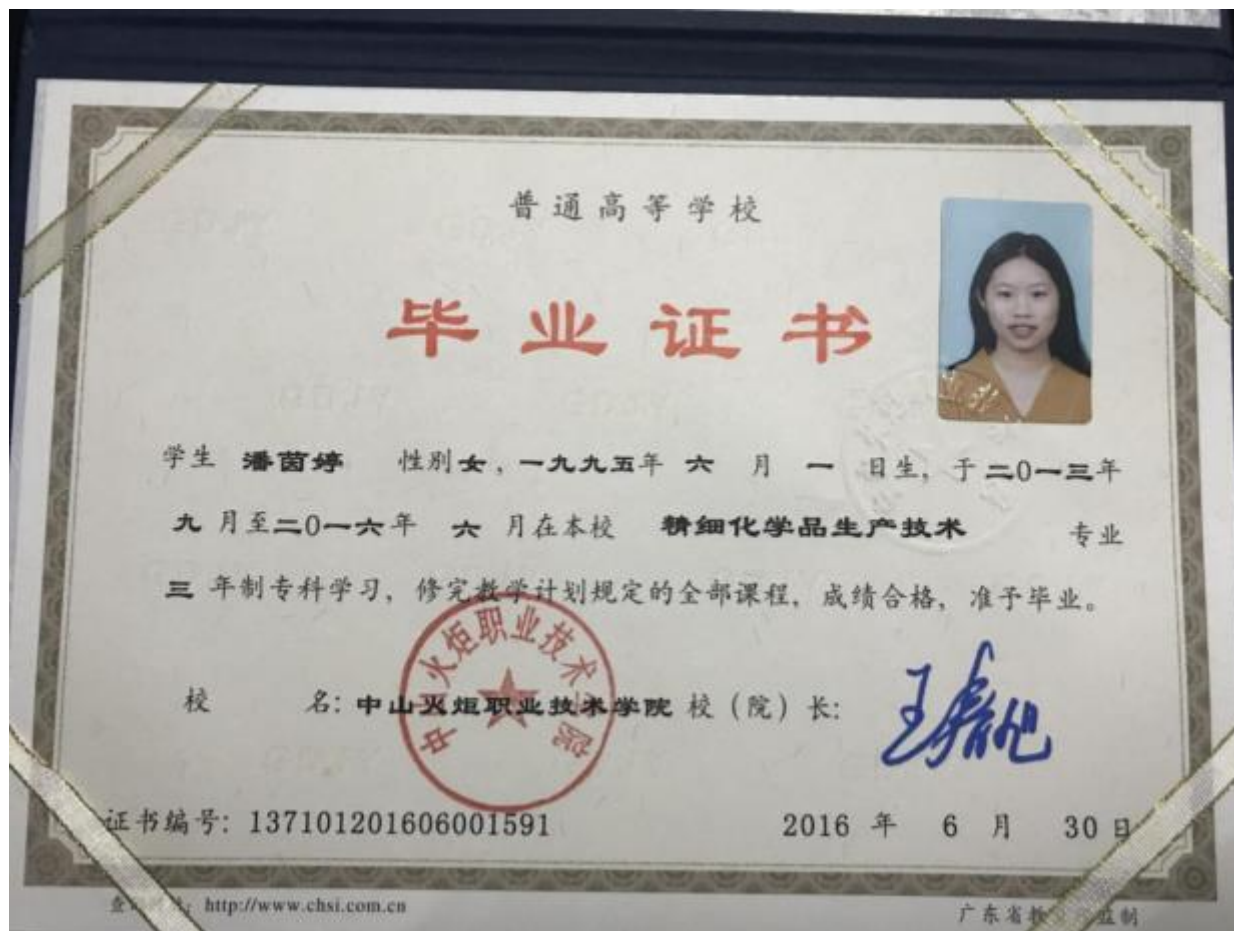 普通高等学校
毕业证书
学生 潘茵婷 性别女，一九九五年 六 月 一 日生，于二〇一三年
九 月至二〇一六年 六 月在本校 精细化学品生产技术 专业
三 年制专科学习，修完教学计划规定的全部课程，成绩合格，准予毕业。
中山火炬职业技术学院
校 名：中山火炬职业技术学院 校（院）长：
证书编号：137101201606001591 2016 年 6 月 30 日
http://www.chsi.com.cn
广东省教 监制